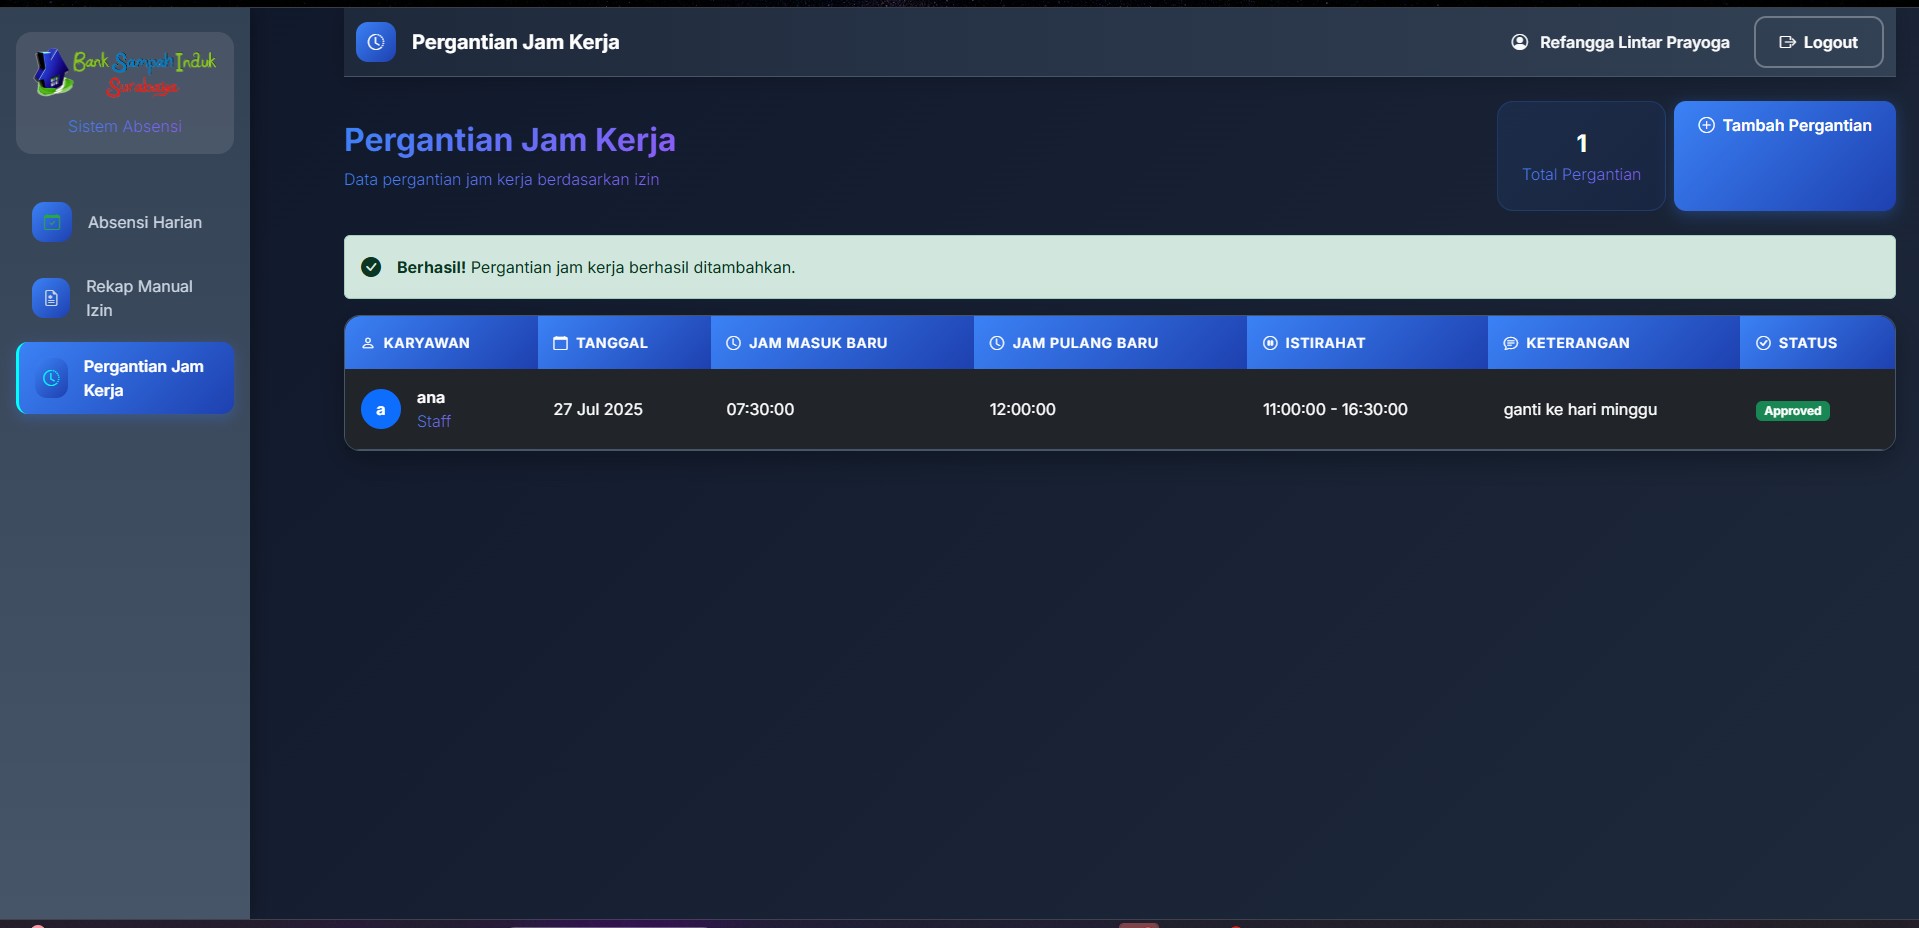 Bank Sampah Induk
Surabaya
Sistem Absensi
Absensi Harian
Rekap Manual
Izin
Pergantian Jam
Kerja
Pergantian Jam Kerja
Refangga Lintar Prayoga
Logout
Pergantian Jam Kerja
Data pergantian jam kerja berdasarkan izin
1
Total Pergantian
Tambah Pergantian
Berhasil! Pergantian jam kerja berhasil ditambahkan.
KARYAWAN TANGGAL JAM MASUK BARU JAM PULANG BARU ISTIRAHAT KETERANGAN STATUS
a ana 27 Jul 2025 07:30:00 12:00:00 11:00:00 - 16:30:00 ganti ke hari minggu Approved
Staff